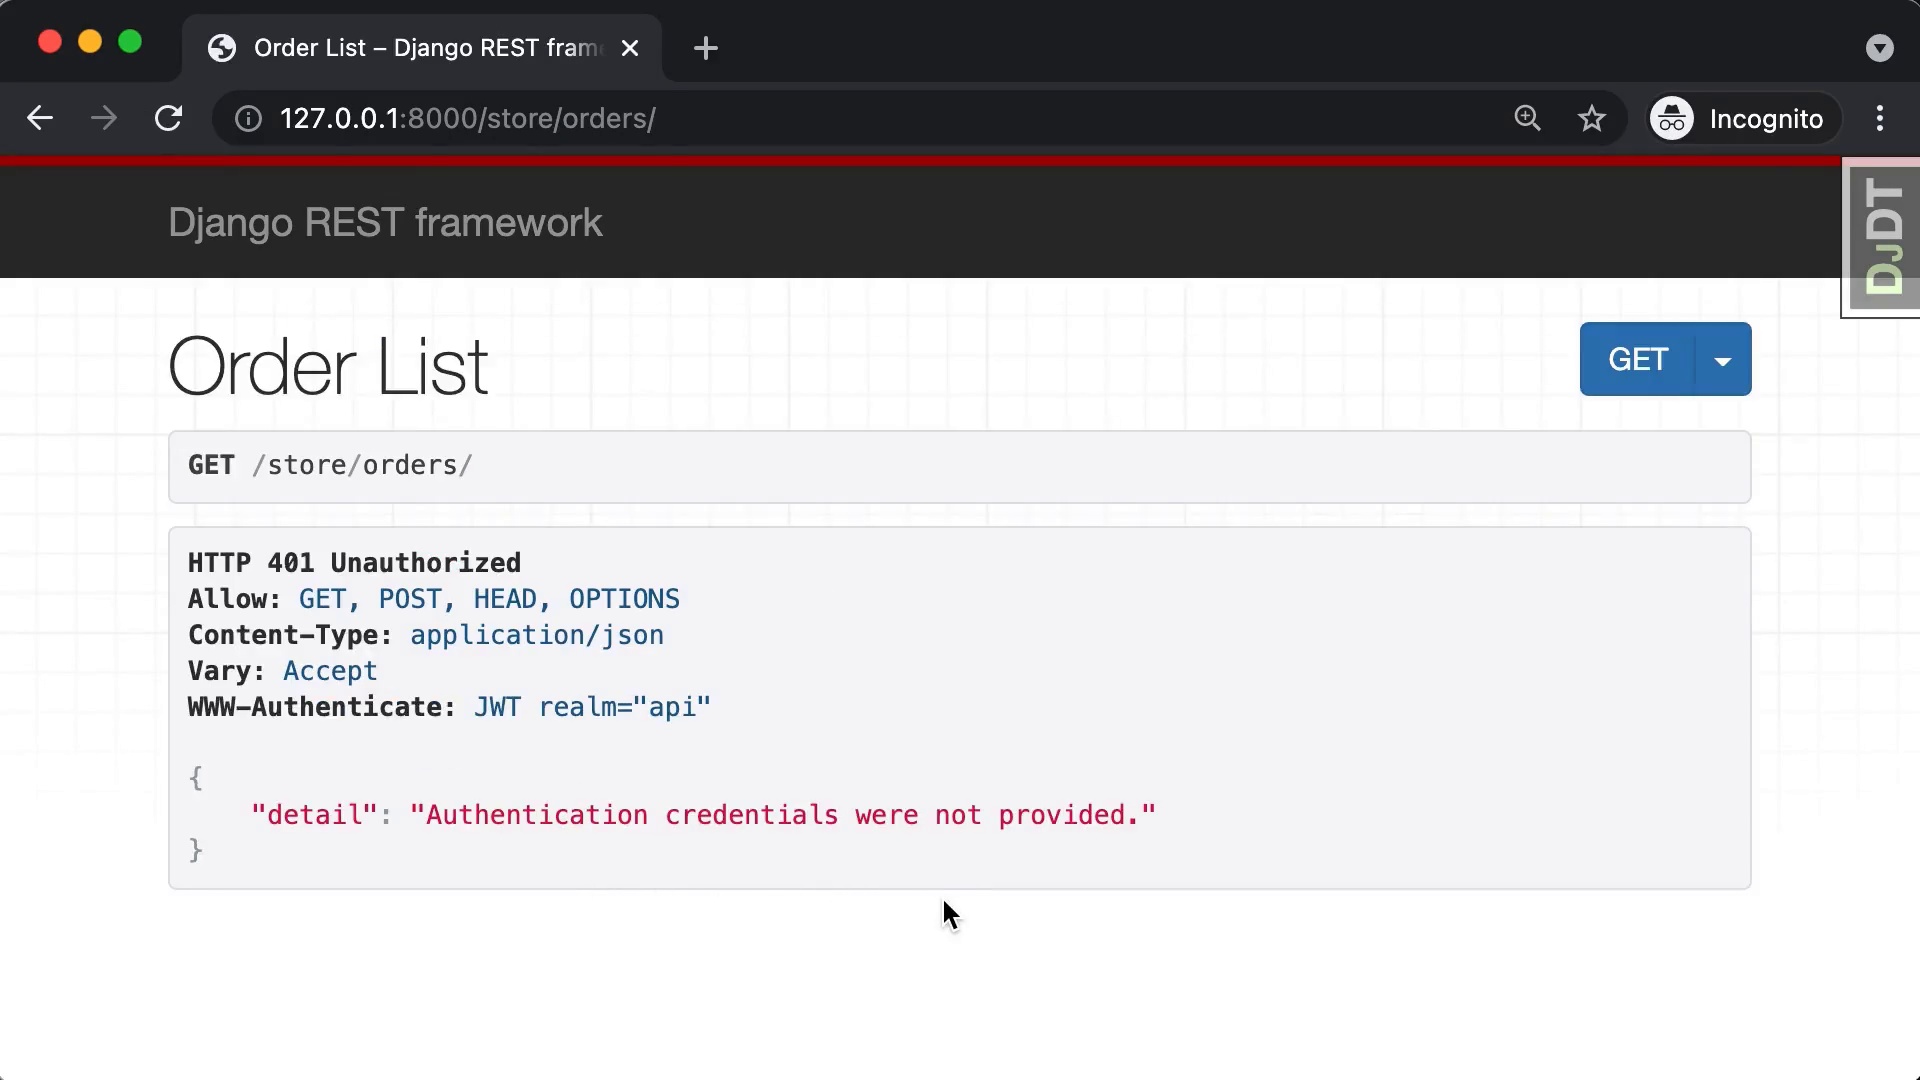 Order List – Django REST fram
127.0.0.1:8000/store/orders/
Incognito
Django REST framework
DJDT
Order List
GET
GET /store/orders/
HTTP 401 Unauthorized
Allow: GET, POST, HEAD, OPTIONS
Content-Type: application/json
Vary: Accept
WWW-Authenticate: JWT realm="api"
{
"detail": "Authentication credentials were not provided."
}